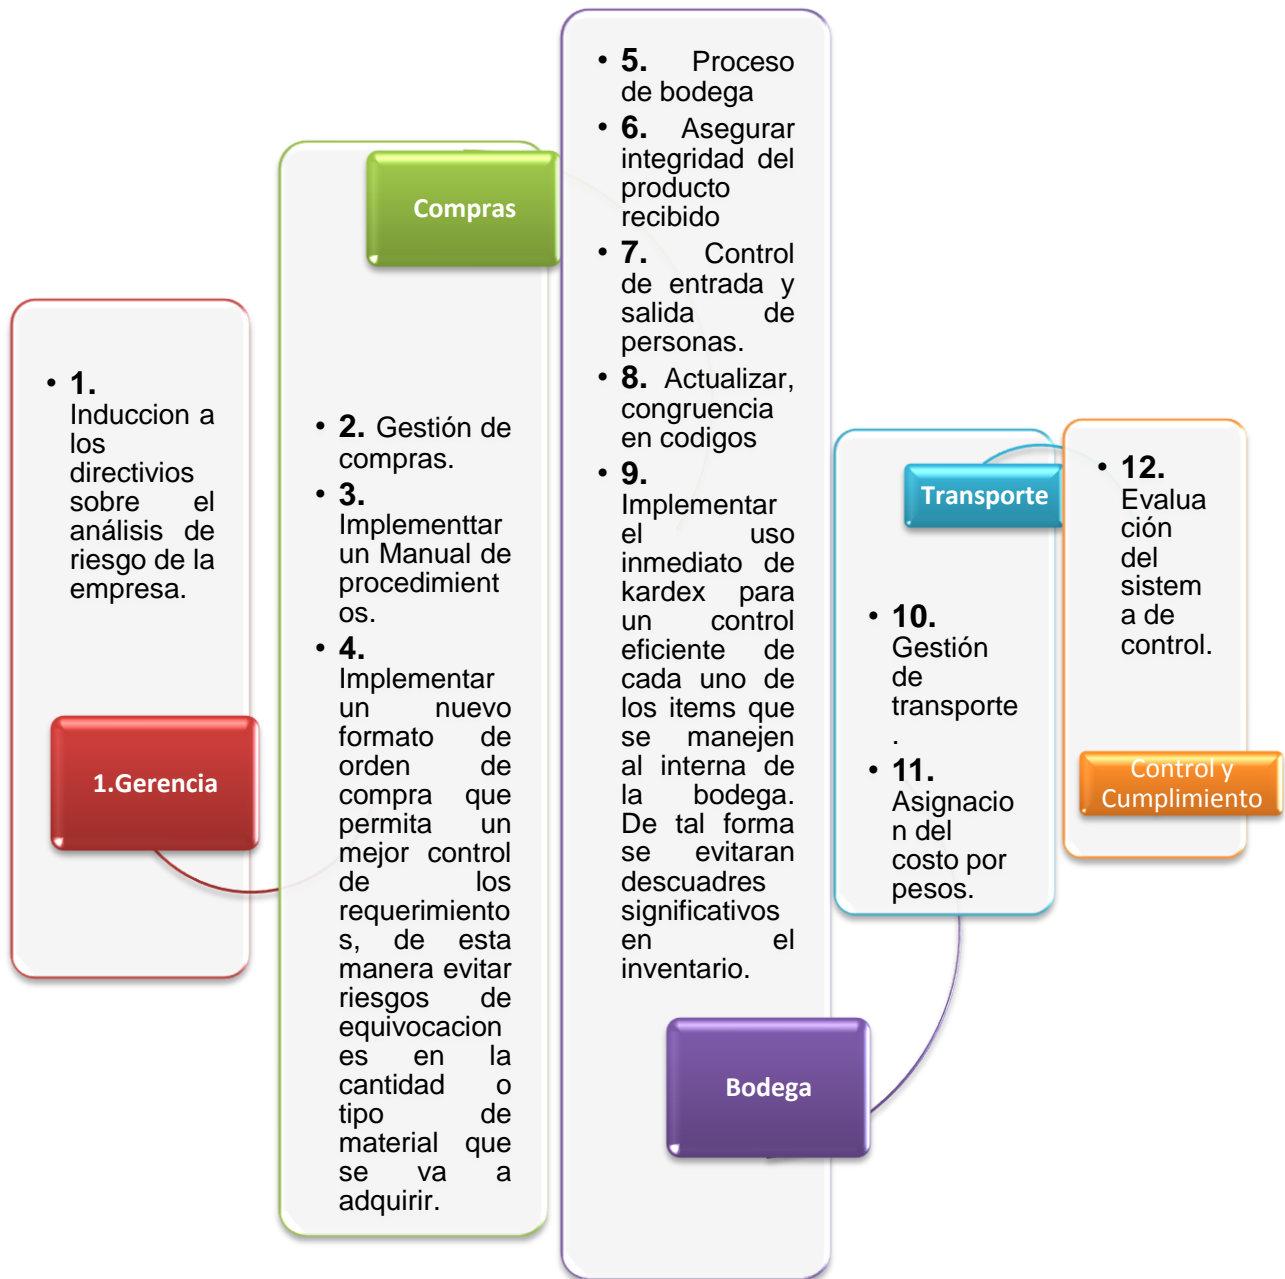 • 1.
Induccion a
los
directivios
sobre el
análisis de
riesgo de la
empresa.
1.Gerencia
Compras
• 2. Gestión de
compras.
• 3.
Implementtar
un Manual de
procedimient
os.
• 4.
Implementar
un nuevo
formato de
orden de
compra que
permita un
mejor control
de los
requerimiento
s, de esta
manera evitar
riesgos de
equivocacion
es en la
cantidad o
tipo de
material que
se va a
adquirir.
• 5. Proceso
de bodega
• 6. Asegurar
integridad del
producto
recibido
• 7. Control
de entrada y
salida de
personas.
• 8. Actualizar,
congruencia
en codigos
• 9.
Implementar
el uso
inmediato de
kardex para
un control
eficiente de
cada uno de
los items que
se manejen
al interna de
la bodega.
De tal forma
se evitaran
descuadres
significativos
en el
inventario.
Bodega
Transporte
• 10.
Gestión
de
transporte
.
• 11.
Asignacio
n del
costo por
pesos.
• 12.
Evalua
ción
del
sistem
a de
control.
Control y
Cumplimiento